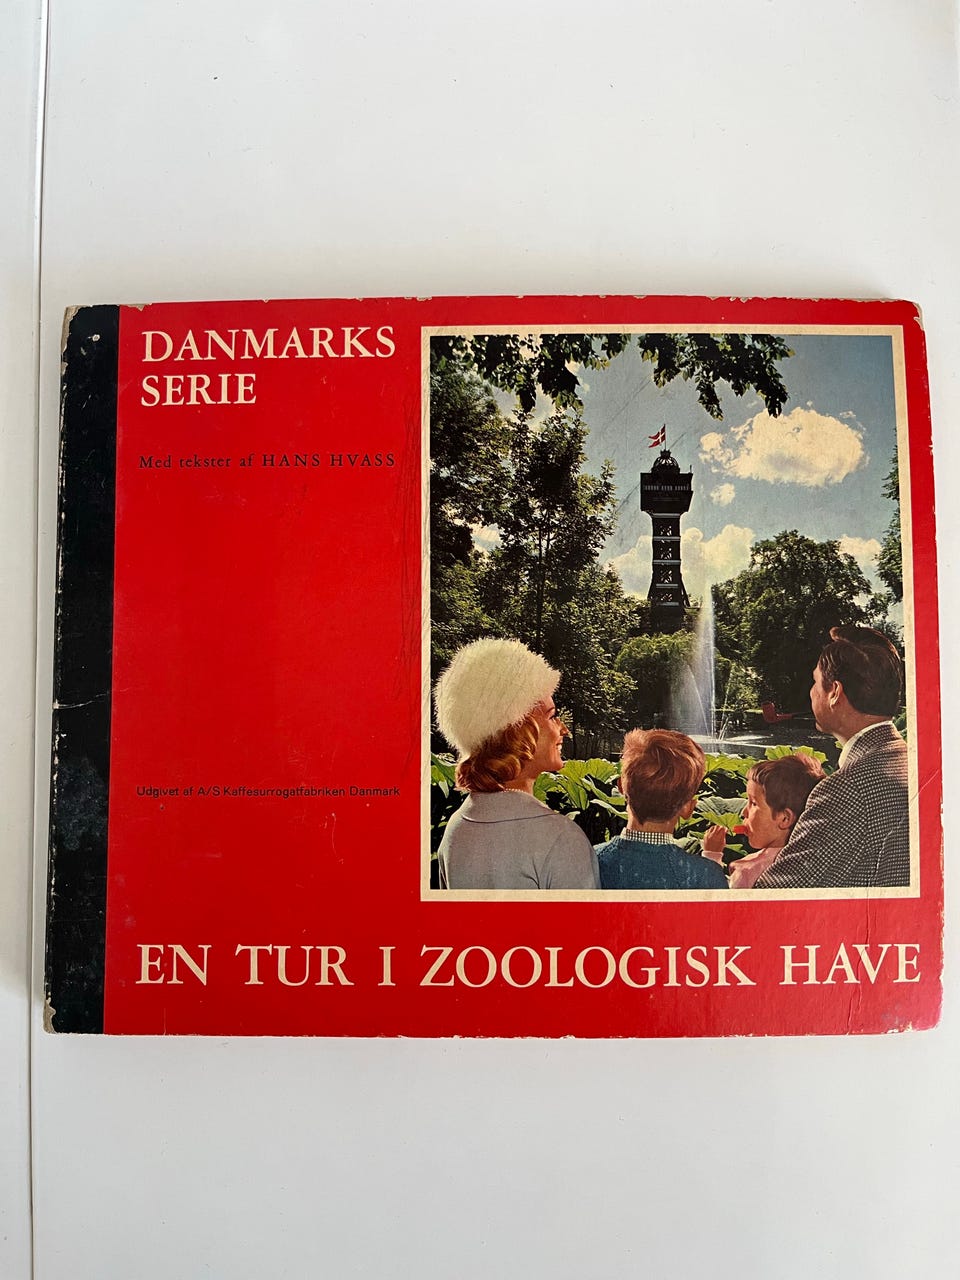 DANMARKS
SERIE
Med tekster af HANS HVASS
Udgivet af A/S Kaffesurrogatfabriken Danmark
EN TUR I ZOOLOGISK HAVE